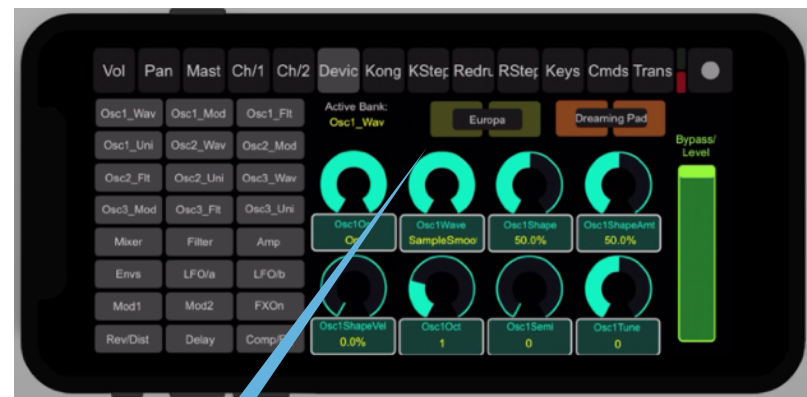 Vol Pan Mast Ch/1 Ch/2 Devic Kong KStep Redru RStep Keys Cmds Trans
Osc1_Wav Osc1_Mod Osc1_Flt
Osc1_Uni Osc2_Wav Osc2_Mod
Osc2_Flt Osc2_Uni Osc3_Wav
Osc3_Mod Osc3_Flt Osc3_Uni
Mixer Filter Amp
Envs LFO/a LFO/b
Mod1 Mod2 FXOn
Rev/Dist Delay
Active Bank:
Osc1_Wav
Europa
Dreaming Pad
Bypass/
Level
Osc1Wave Osc1Shape Osc1ShapeAmt
SampleSmoo 50.0% 50.0%
Osc1ShapeVel Osc1Oct Osc1Semi Osc1Tune
0.0% 1 0 0